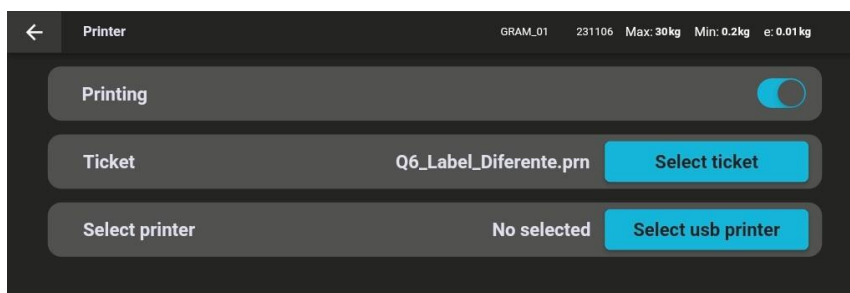 Printer GRAM_01 231106 Max: 30kg Min: 0.2kg e: 0.01kg
Printing
Ticket Q6_Label_Diferente.prn Select ticket
Select printer No selected Select usb printer